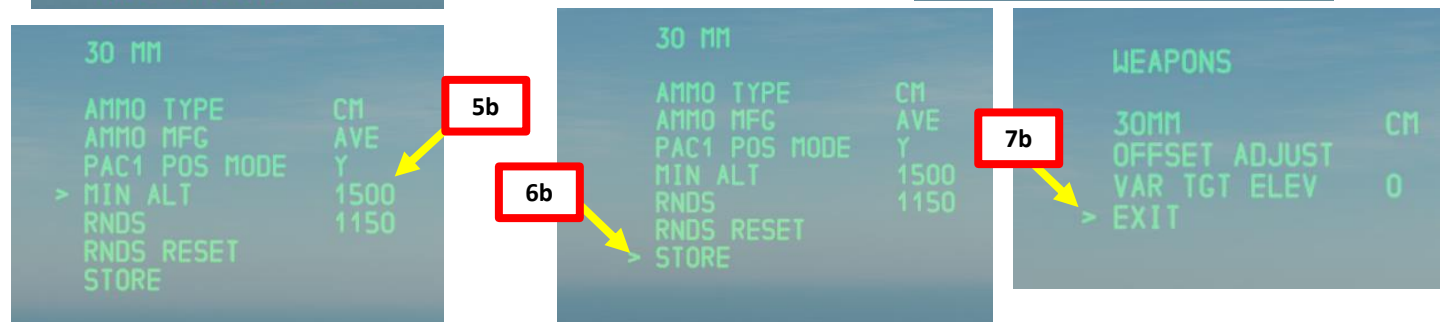 30 MM
AMMO TYPE CM
AMMO MFG AVE
PAC1 POS MODE Y
> MIN ALT 1500
RNDS 1150
RNDS RESET
STORE
5b
30 MM
AMMO TYPE CM
AMMO MFG AVE
PAC1 POS MODE Y
MIN ALT 1500
RNDS 1150
RNDS RESET
> STORE
6b
WEAPONS
30MM CM
OFFSET ADJUST
VAR TGT ELEV 0
> EXIT
7b